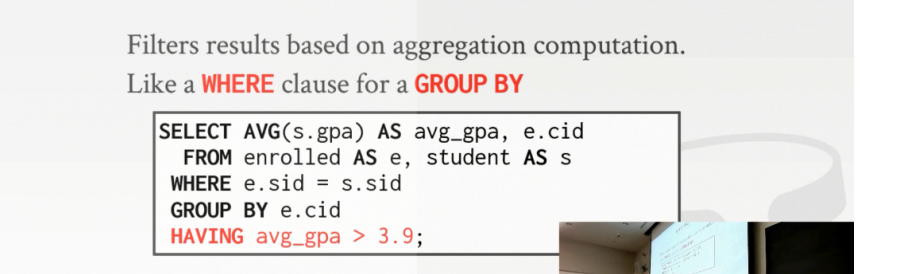 Filters results based on aggregation computation.
Like a WHERE clause for a GROUP BY
SELECT AVG(s.gpa) AS avg_gpa, e.cid
FROM enrolled AS e, student AS s
WHERE e.sid = s.sid
GROUP BY e.cid
HAVING avg_gpa > 3.9;